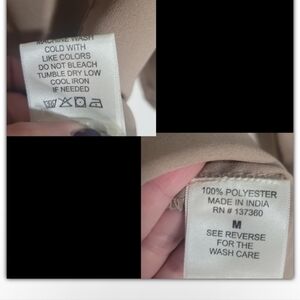 MACHINE WASH
COLD WITH
LIKE COLORS
DO NOT BLEACH
TUMBLE DRY LOW
COOL IRON
IF NEEDED
100% POLYESTER
MADE IN INDIA
RN # 137360
M
SEE REVERSE
FOR THE
WASH CARE